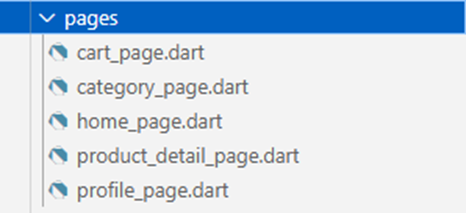 pages
cart_page.dart
category_page.dart
home_page.dart
product_detail_page.dart
profile_page.dart